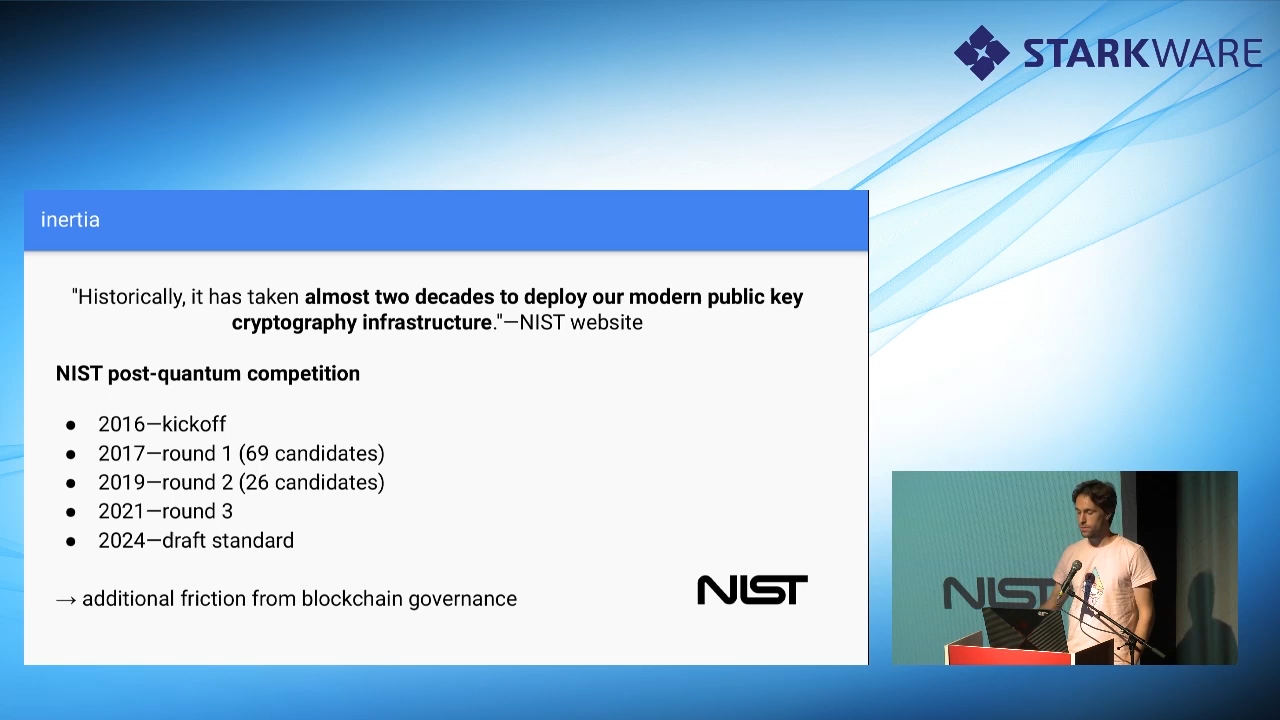 STARKWARE
inertia
"Historically, it has taken almost two decades to deploy our modern public key
cryptography infrastructure."—NIST website
NIST post-quantum competition
● 2016—kickoff
● 2017—round 1 (69 candidates)
● 2019—round 2 (26 candidates)
● 2021—round 3
● 2024—draft standard
→ additional friction from blockchain governance
NIST
NIST